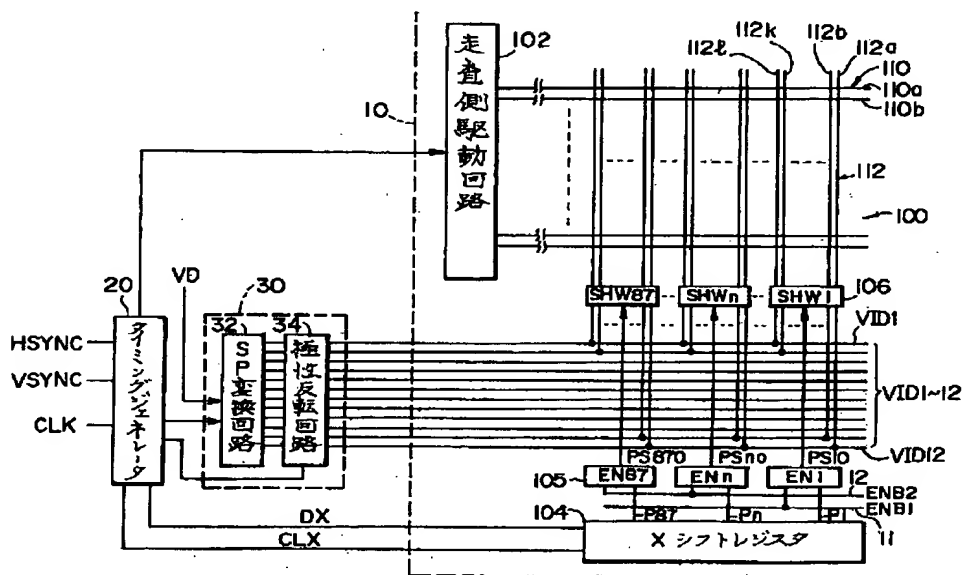 102
走査側駆動回路
112l
112k
112b
112a
110
110a
110b
10
112
100
20
VD
30
32
34
SHW87
SHWn
SHW1
106
HSYNC
VSYNC
CLK
タイミングジェネレータ
SP変換回路
極性反転回路
VID1
VID1~12
VID12
PS870
PSno
PS10
105
EN87
ENn
EN1
12
ENB2
ENB1
DX
104
P87
Pn
P1
CLX
Xシフトレジスタ
11